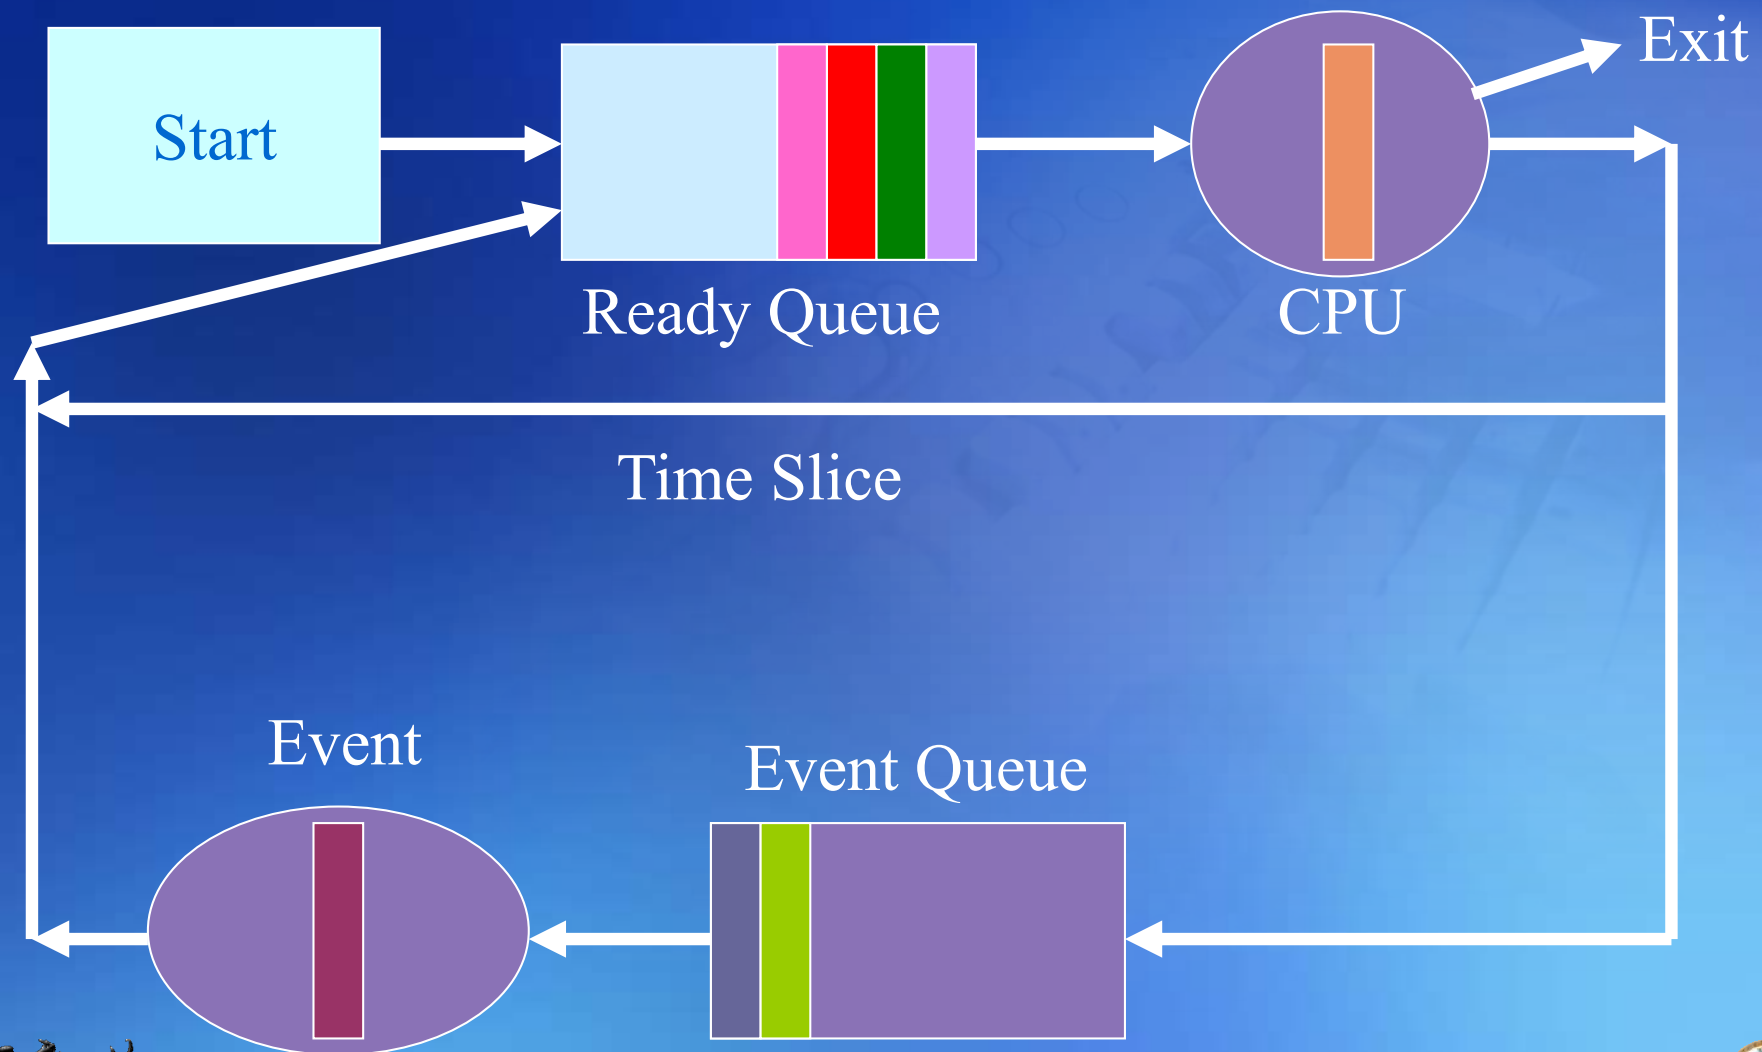 Start
Exit
Ready Queue
CPU
Time Slice
Event
Event Queue